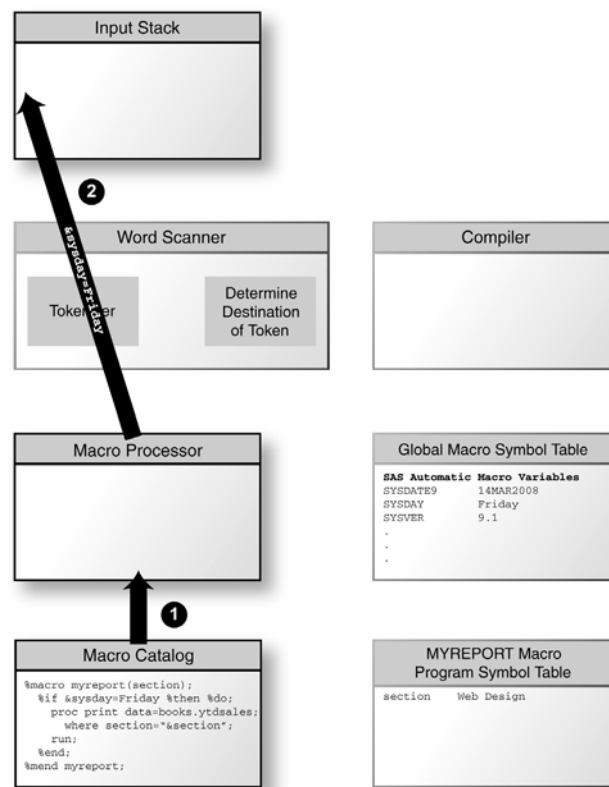 Input Stack
2
&sysday=Friday
Word Scanner
Determine
Destination
of Token
Compiler
Macro Processor
Global Macro Symbol Table
SAS Automatic Macro Variables
SYSDATE9 14MAR2008
SYSDAY Friday
SYSVER 9.1
.
.
.
1
Macro Catalog
%macro myreport(section);
%if &sysday=Friday %then %do;
proc print data=books.ytdsales;
where section="&section";
run;
%end;
%mend myreport;
MYREPORT Macro
Program Symbol Table
section Web Design